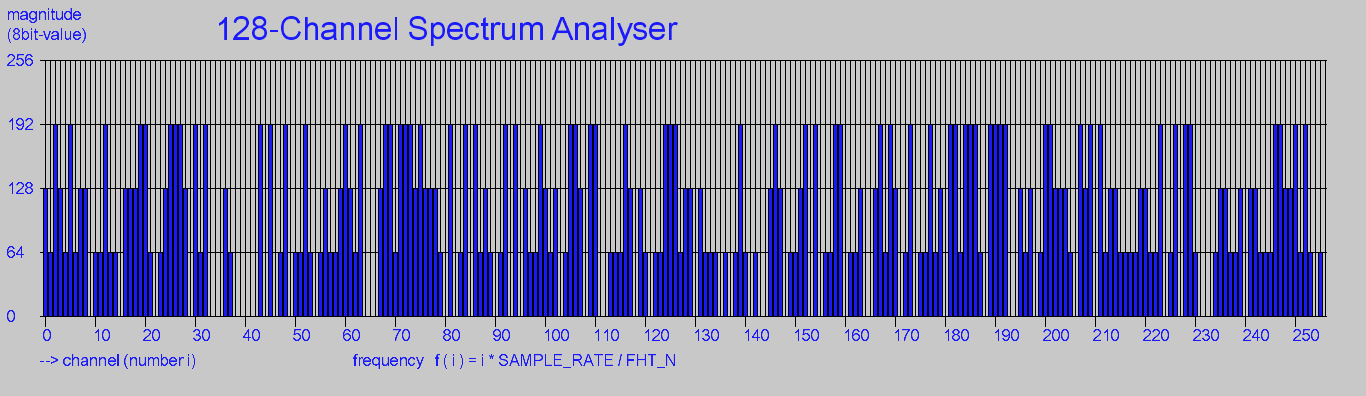 magnitude
(8bit-value)
128-Channel Spectrum Analyser
256
192
128
64
0
0 10 20 30 40 50 60 70 80 90 100 110 120 130 140 150 160 170 180 190 200 210 220 230 240 250
--> channel (number i) frequency f ( i ) = i * SAMPLE_RATE / FHT_N